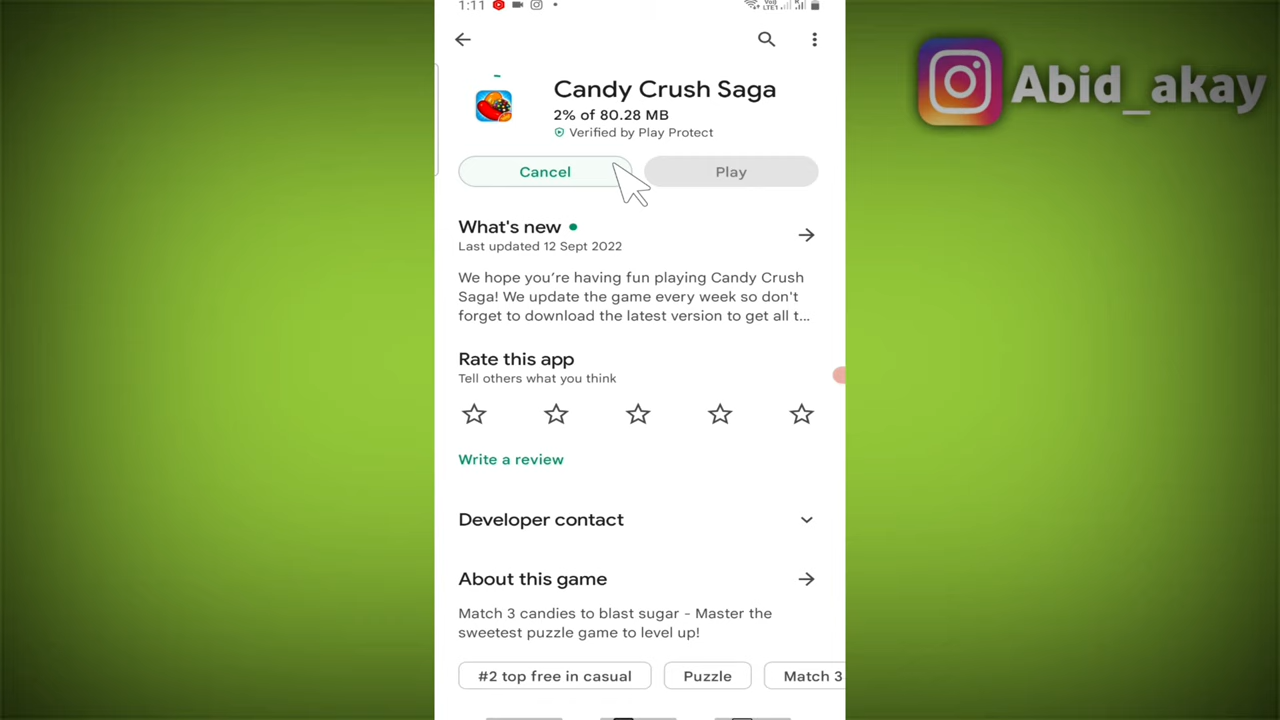 1:11
Abid_akay
Candy Crush Saga
2% of 80.28 MB
Verified by Play Protect
Cancel
Play
What's new
Last updated 12 Sept 2022
We hope you're having fun playing Candy Crush
Saga! We update the game every week so don't
forget to download the latest version to get all t...
Rate this app
Tell others what you think
Write a review
Developer contact
About this game
Match 3 candies to blast sugar - Master the
sweetest puzzle game to level up!
#2 top free in casual
Puzzle
Match 3